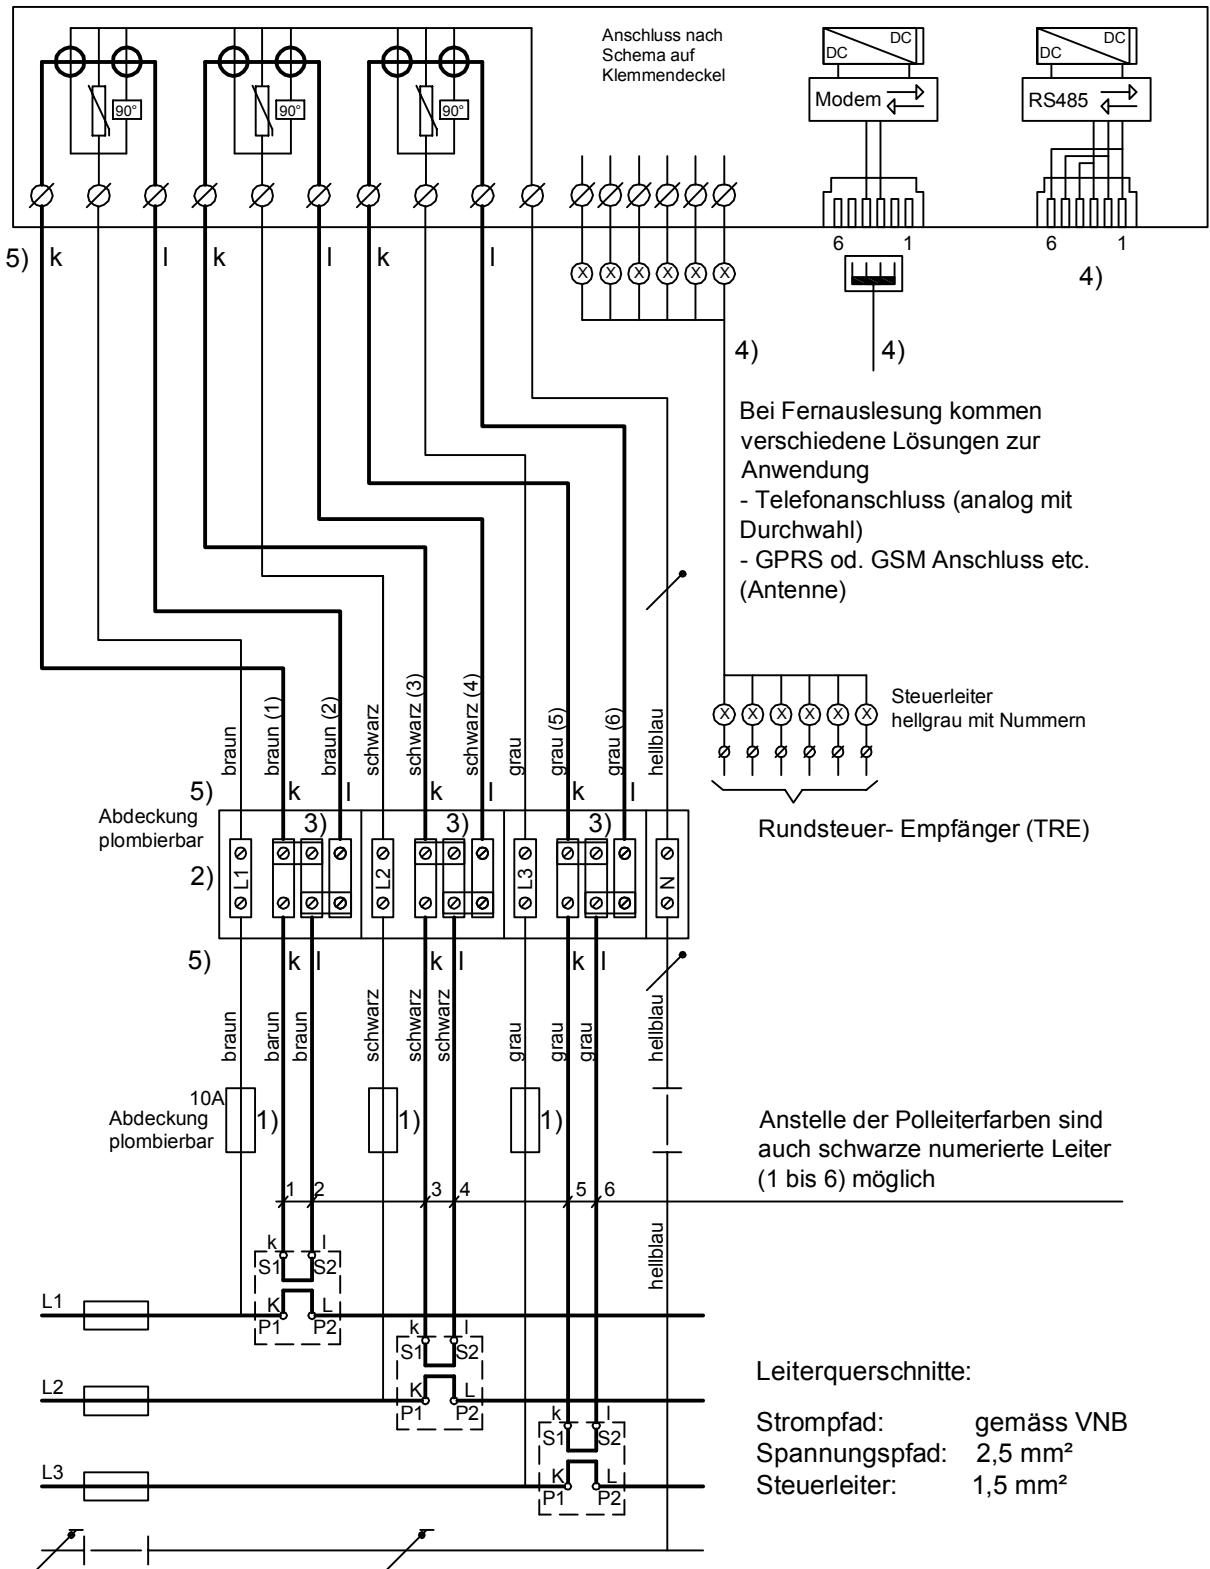 Anschluss nach
Schema auf
Klemmendeckel
DC DC
DC DC
Modem
RS485
90° 90° 90°
5) k l k l k l
6 1 6 1
4)
X X X X X X
4) 4)
Bei Fernauslesung kommen
verschiedene Lösungen zur
Anwendung
- Telefonanschluss (analog mit
Durchwahl)
- GPRS od. GSM Anschluss etc.
(Antenne)
Steuerleiter
hellgrau mit Nummern
X X X X X X
Rundsteuer- Empfänger (TRE)
braun
braun (1)
braun (2)
schwarz
schwarz (3)
schwarz (4)
grau
grau (5)
grau (6)
hellblau
5) k l k l k l
Abdeckung
plombierbar
3) 3) 3)
2) L1 L2 L3 N
5) k l k l k l
braun
barun
braun
schwarz
schwarz
schwarz
grau
grau
grau
hellblau
10A
Abdeckung
plombierbar
1) 1) 1)
Anstelle der Polleiterfarben sind
auch schwarze numerierte Leiter
(1 bis 6) möglich
1 2 3 4 5 6
hellblau
k l
S1 S2
L1 K L
P1 P2
k l
S1 S2
L2 K L
P1 P2
k l
S1 S2
L3 K L
P1 P2
Leiterquerschnitte:
Strompfad: gemäss VNB
Spannungspfad: 2,5 mm²
Steuerleiter: 1,5 mm²